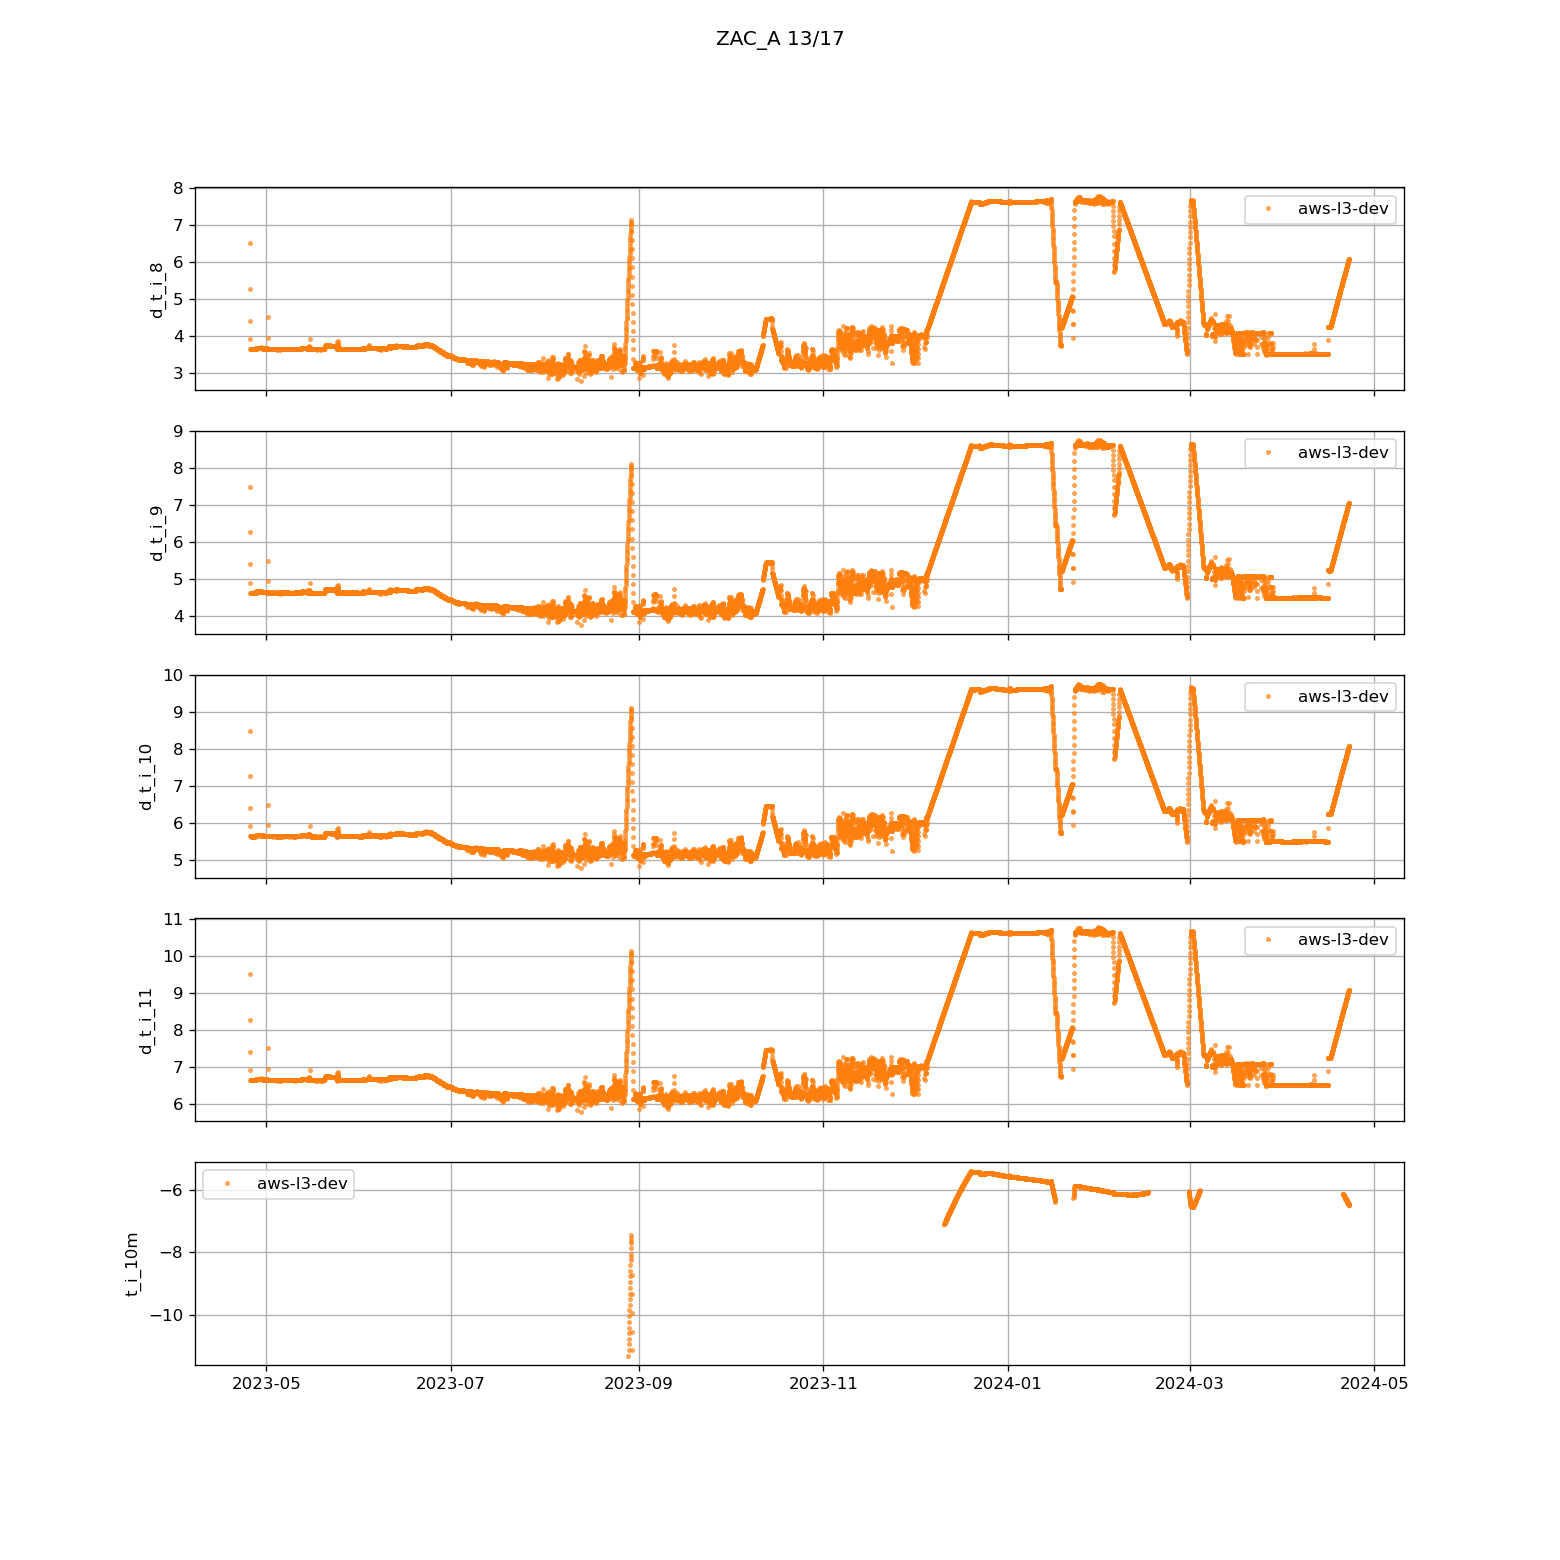 ZAC_A 13/17
8
7
6
5
4
3
d_t_i_8
aws-l3-dev
9
8
7
6
5
4
d_t_i_9
aws-l3-dev
10
9
8
7
6
5
d_t_i_10
aws-l3-dev
11
10
9
8
7
6
d_t_i_11
aws-l3-dev
−6
−8
−10
t_i_10m
aws-l3-dev
2023-05 2023-07 2023-09 2023-11 2024-01 2024-03 2024-05